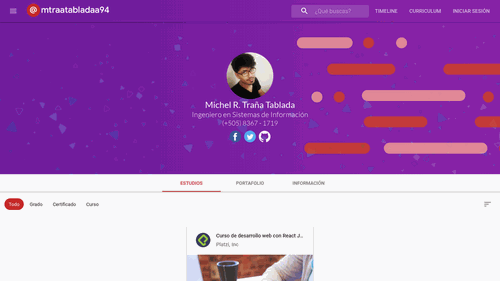 mtraatabladaa94
¿Qué buscas?
TIMELINE
CURRICULUM
INICIAR SESIÓN
Michel R. Traña Tablada
Ingeniero en Sistemas de Información
(+505) 8367 - 1719
ESTUDIOS
PORTAFOLIO
INFORMACIÓN
Todo
Grado
Certificado
Curso
Curso de desarrollo web con React J...
Platzi, Inc